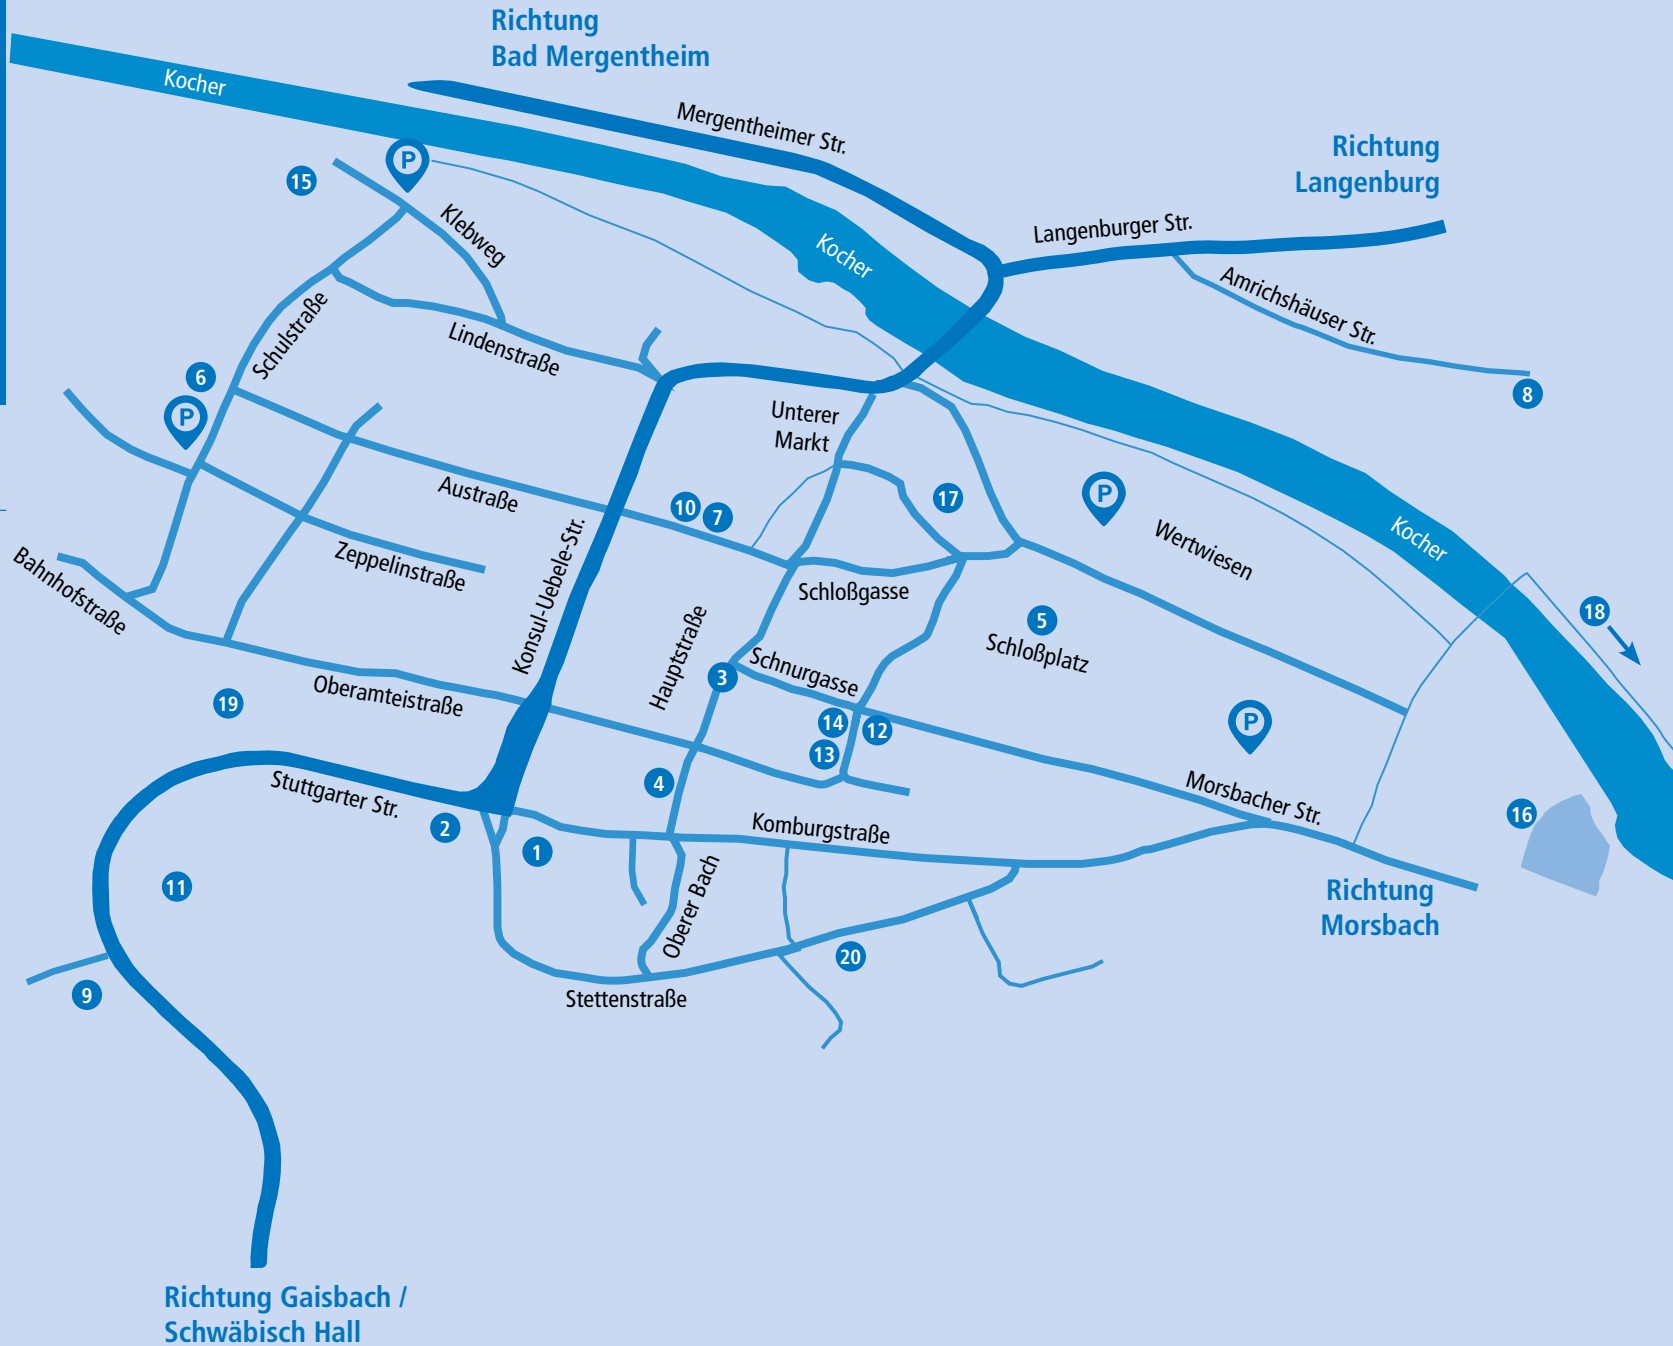 Richtung
Bad Mergentheim
Kocher
Mergentheimer Str.
P
15
Richtung
Langenburg
Klebweg
Langenburger Str.
Kocher
Amrichshäuser Str.
Schulstraße
Lindenstraße
6
8
P
Unterer
Markt
Austraße
10
7
17
P
Wertwiesen
Kocher
Zeppelinstraße
Bahnhofstraße
Konsul-Uebele-Str.
Schloßgasse
5
Schloßplatz
18
Hauptstraße
Schnurgasse
3
Oberamteistraße
19
14
12
13
P
4
Stuttgarter Str.
Morsbacher Str.
2
1
Komburgstraße
16
11
Oberer Bach
Richtung
Morsbach
20
9
Stettenstraße
Richtung Gaisbach /
Schwäbisch Hall